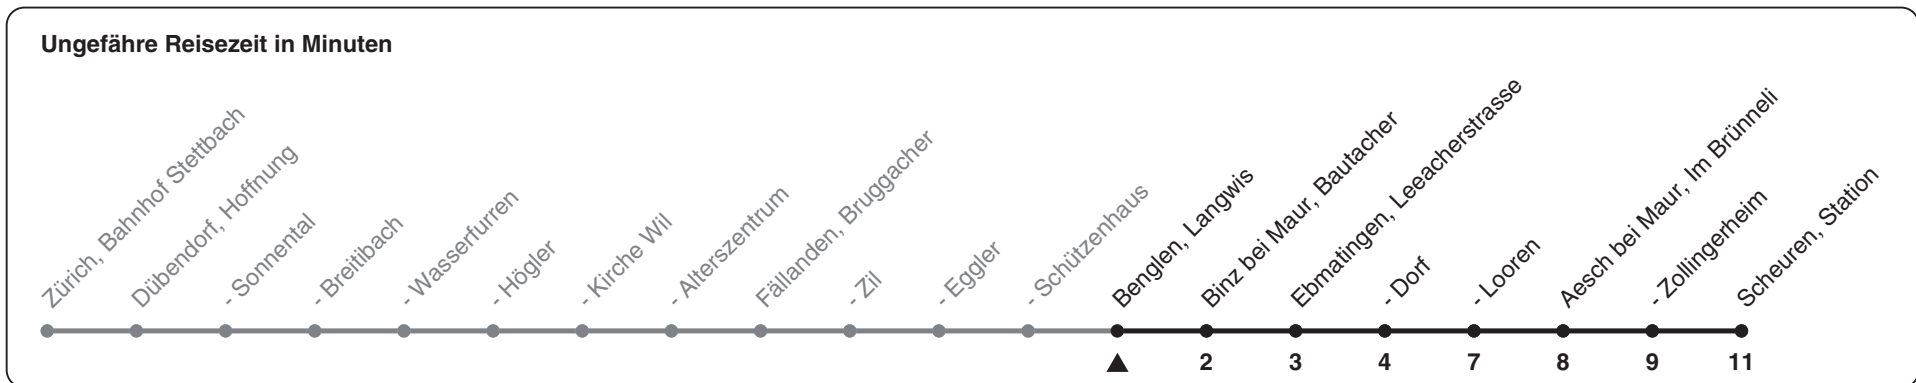 Ungefähre Reisezeit in Minuten
Zürich, Bahnhof Stettbach
Dübendorf, Hoffnung
- Sonnental
- Breitibach
- Wasserfurren
- Högler
- Kirche Wil
- Alterszentrum
Fällanden, Bruggacher
- Zil
- Eggler
- Schützenhaus
Benglen, Langwis
Binz bei Maur, Bautacher
Ebmatingen, Leeacherstrasse
- Dorf
- Looren
Aesch bei Maur, Im Brünneli
- Zollingerheim
Scheuren, Station
2 3 4 7 8 9 11